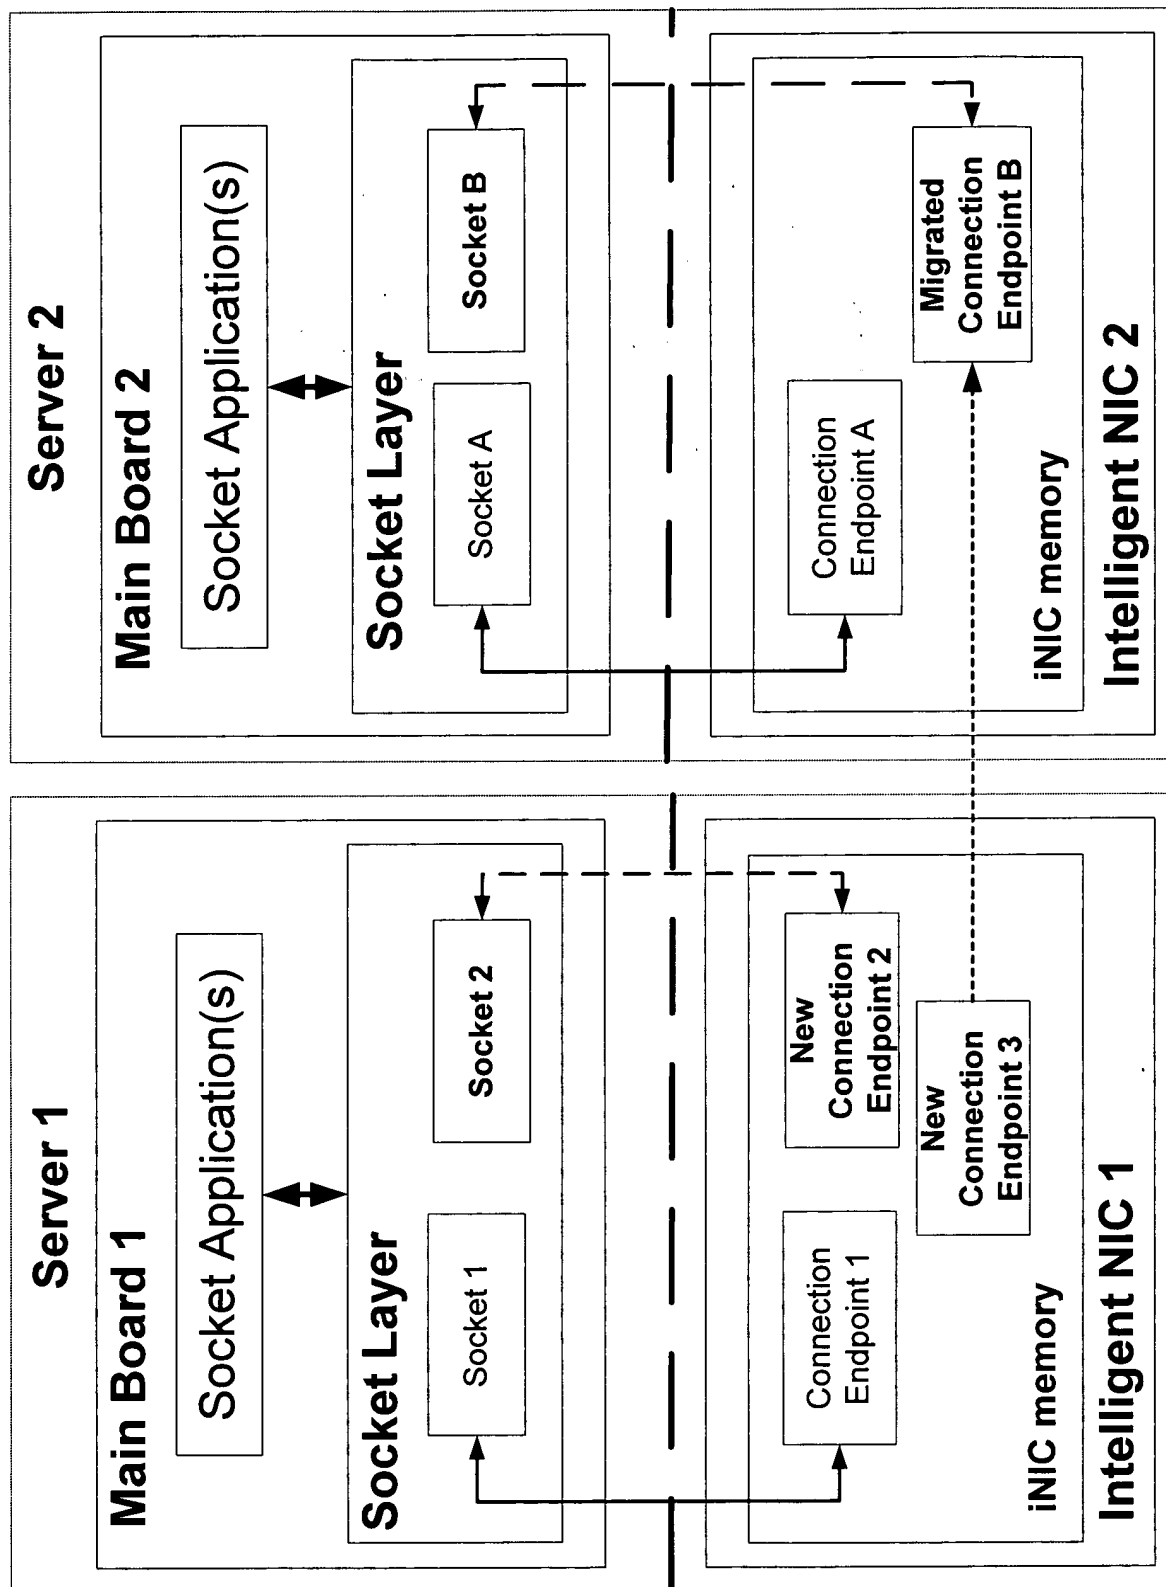 Server 1
Main Board 1
Socket Application(s)
Socket Layer
Socket 1
Socket 2
Connection
Endpoint 1
New
Connection
Endpoint 2
New
Connection
Endpoint 3
iNIC memory
Intelligent NIC 1
Server 2
Main Board 2
Socket Application(s)
Socket Layer
Socket A
Socket B
Connection
Endpoint A
Migrated
Connection
Endpoint B
iNIC memory
Intelligent NIC 2